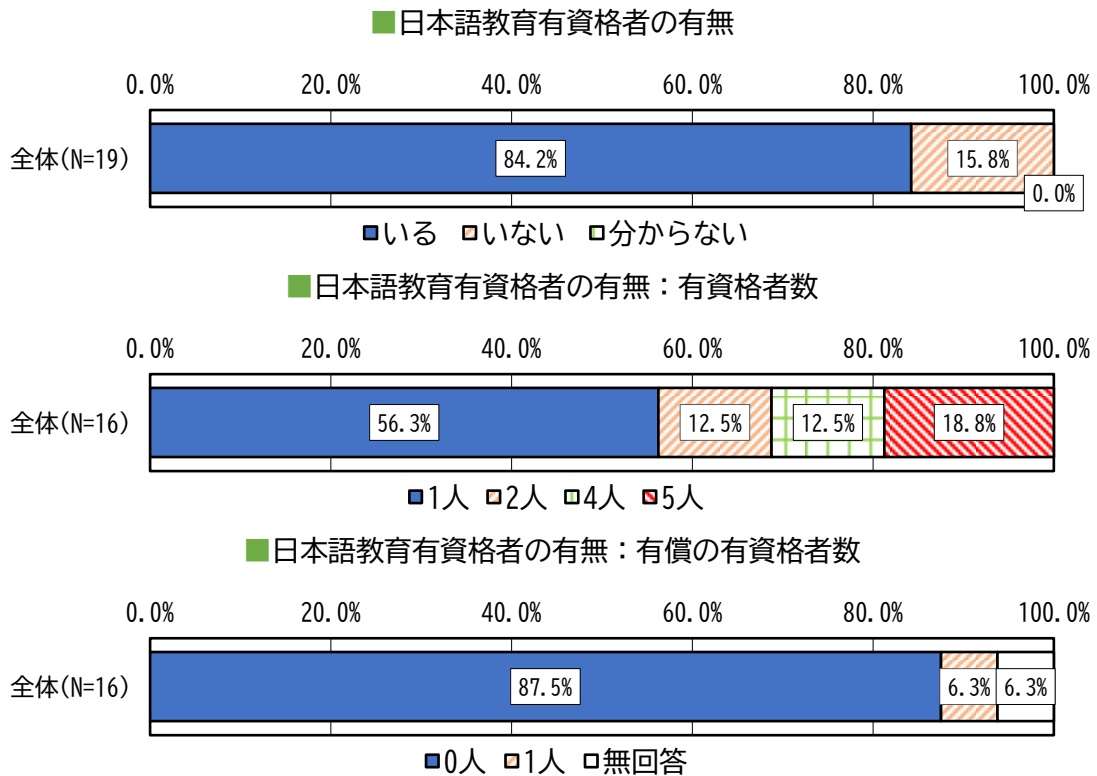 ■日本語教育有資格者の有無
0.0% 20.0% 40.0% 60.0% 80.0% 100.0%
全体(N=19) 84.2% 15.8% 0.0%
いる いない 分からない
■日本語教育有資格者の有無：有資格者数
0.0% 20.0% 40.0% 60.0% 80.0% 100.0%
全体(N=16) 56.3% 12.5% 12.5% 18.8%
1人 2人 4人 5人
■日本語教育有資格者の有無：有償の有資格者数
0.0% 20.0% 40.0% 60.0% 80.0% 100.0%
全体(N=16) 87.5% 6.3% 6.3%
0人 1人 無回答